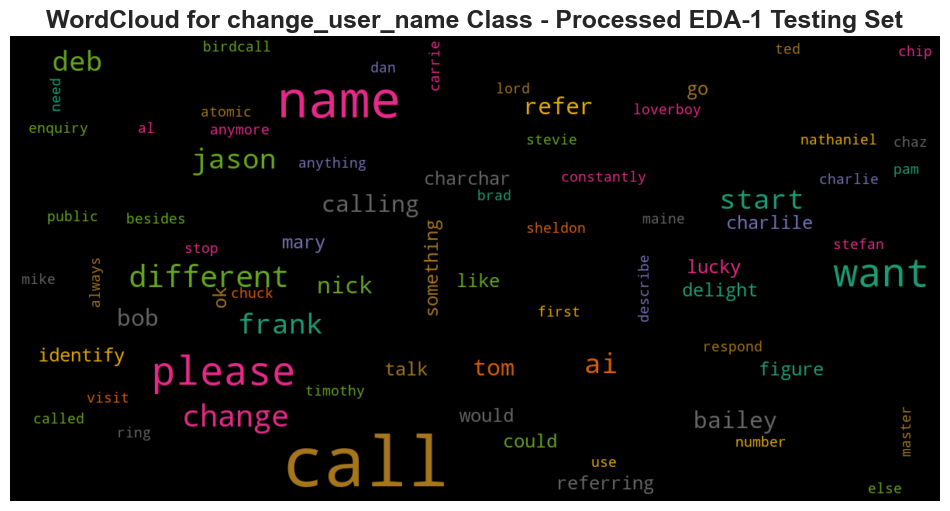 WordCloud for change_user_name Class - Processed EDA-1 Testing Set
birdcall
ted
chip
deb
dan
carrie
need
name
lord
go
refer
loverboy
atomic
enquiry
al
anymore
stevie
nathaniel
chaz
jason
anything
charchar
constantly
pam
charlie
brad
start
calling
public
besides
maine
charlile
sheldon
mary
stop
something
stefan
mike
always
different
ok
chuck
nick
like
describe
lucky
want
delight
first
bob
frank
identify
respond
please
talk
tom
ai
figure
timothy
visit
called
change
would
bailey
ring
could
number
master
call
use
referring
else